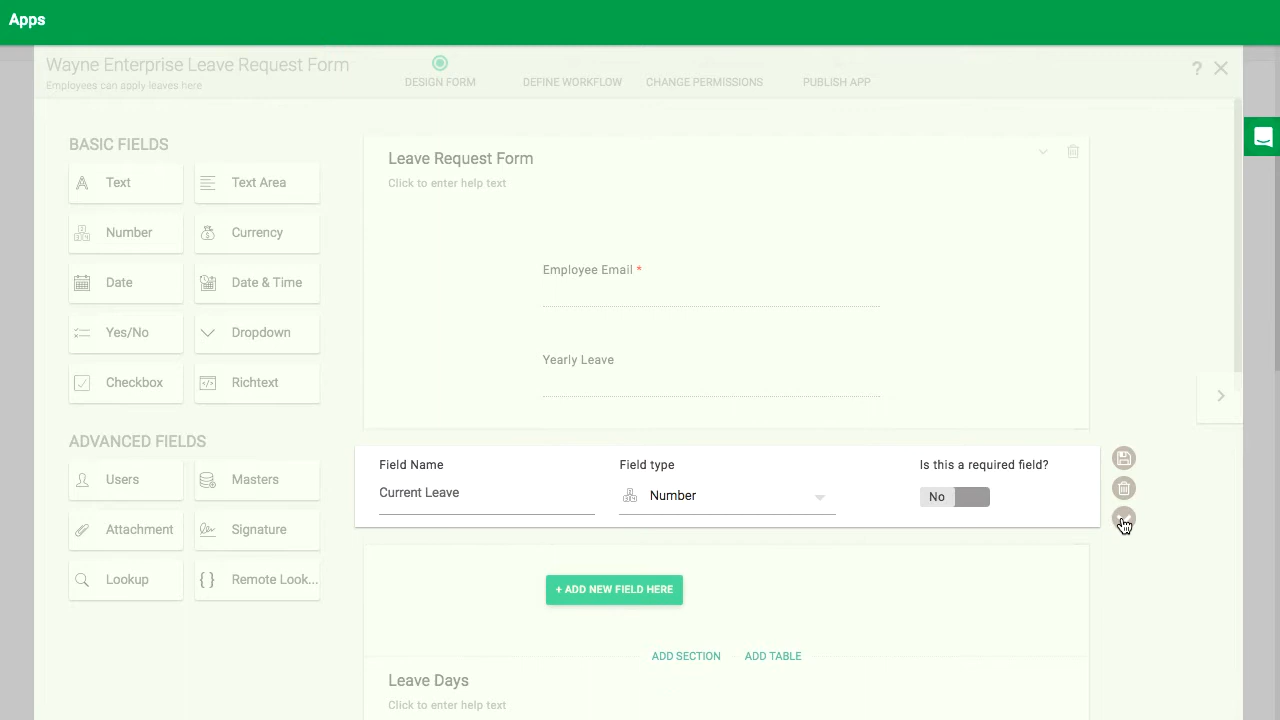 Apps
Wayne Enterprise Leave Request Form
Employees can apply leaves here
DESIGN FORM
DEFINE WORKFLOW
CHANGE PERMISSIONS
PUBLISH APP
?
BASIC FIELDS
Text
Text Area
Number
Currency
Date
Date & Time
Yes/No
Dropdown
Checkbox
Richtext
ADVANCED FIELDS
Users
Masters
Attachment
Signature
Lookup
Remote Look...
Leave Request Form
Click to enter help text
Employee Email *
Yearly Leave
Field Name
Current Leave
Field type
Number
Is this a required field?
No
+ ADD NEW FIELD HERE
ADD SECTION
ADD TABLE
Leave Days
Click to enter help text